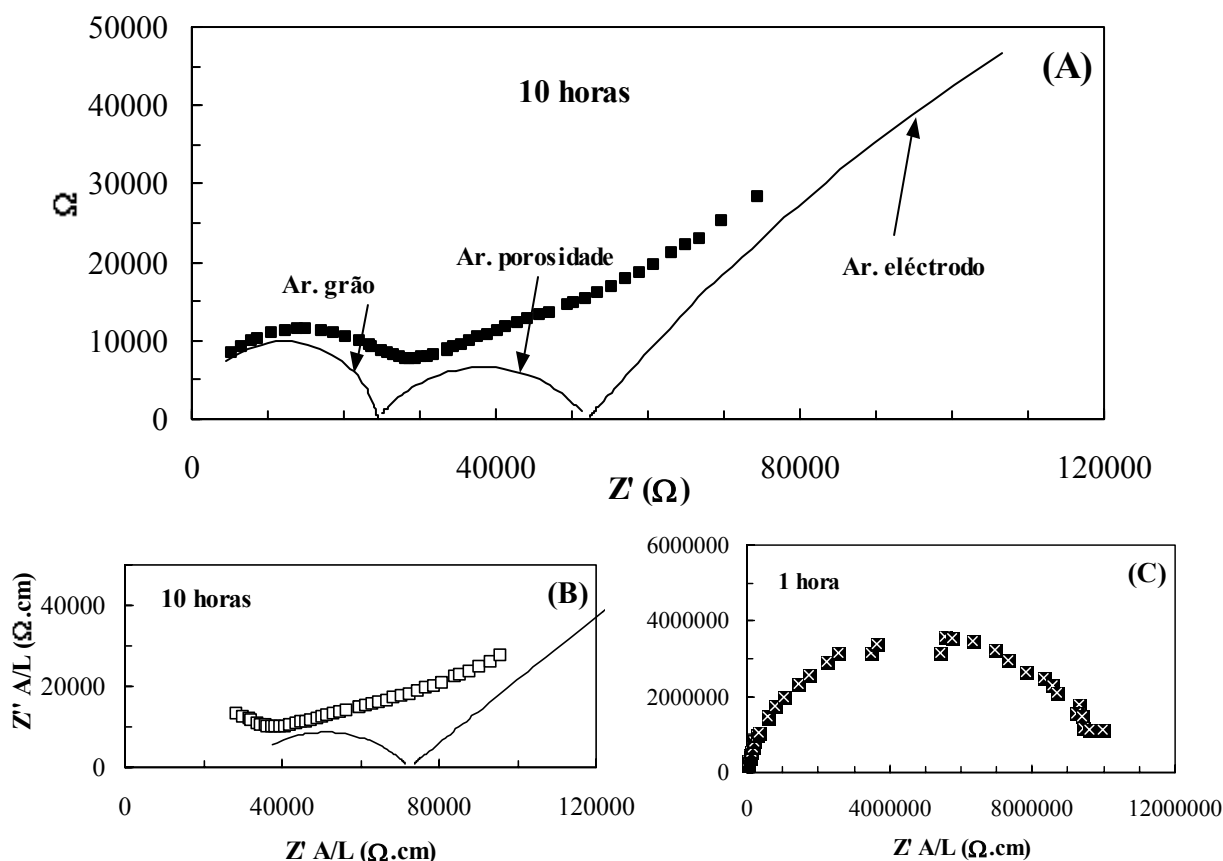 50000
(A)
10 horas
40000
30000
Ω
Ar. porosidade
20000
Ar. grão
Ar. eléctrodo
10000
0
0
40000
80000
120000
Z' (Ω)
Z'' A/L (Ω.cm)
40000
10 horas
(B)
20000
0
0
40000
80000
120000
Z' A/L (Ω.cm)
6000000
1 hora
(C)
4000000
2000000
0
0
4000000
8000000
12000000
Z' A/L (Ω.cm)